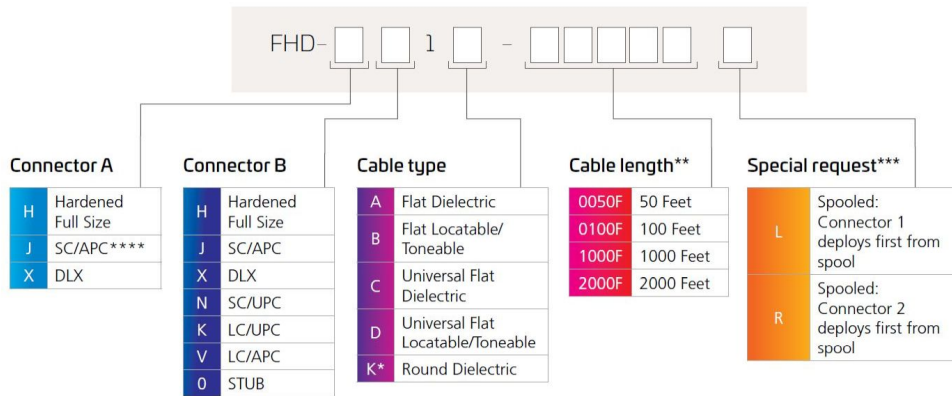 FHD- 1 -
Connector A
H Hardened
Full Size
J SC/APC****
X DLX
Connector B
H Hardened
Full Size
J SC/APC
X DLX
N SC/UPC
K LC/UPC
V LC/APC
0 STUB
Cable type
A Flat Dielectric
B Flat Locatable/
Toneable
C Universal Flat
Dielectric
D Universal Flat
Locatable/Toneable
K* Round Dielectric
Cable length**
0050F 50 Feet
0100F 100 Feet
1000F 1000 Feet
2000F 2000 Feet
Special request***
L Spooled:
Connector 1
deploys first from
spool
R Spooled:
Connector 2
deploys first from
spool